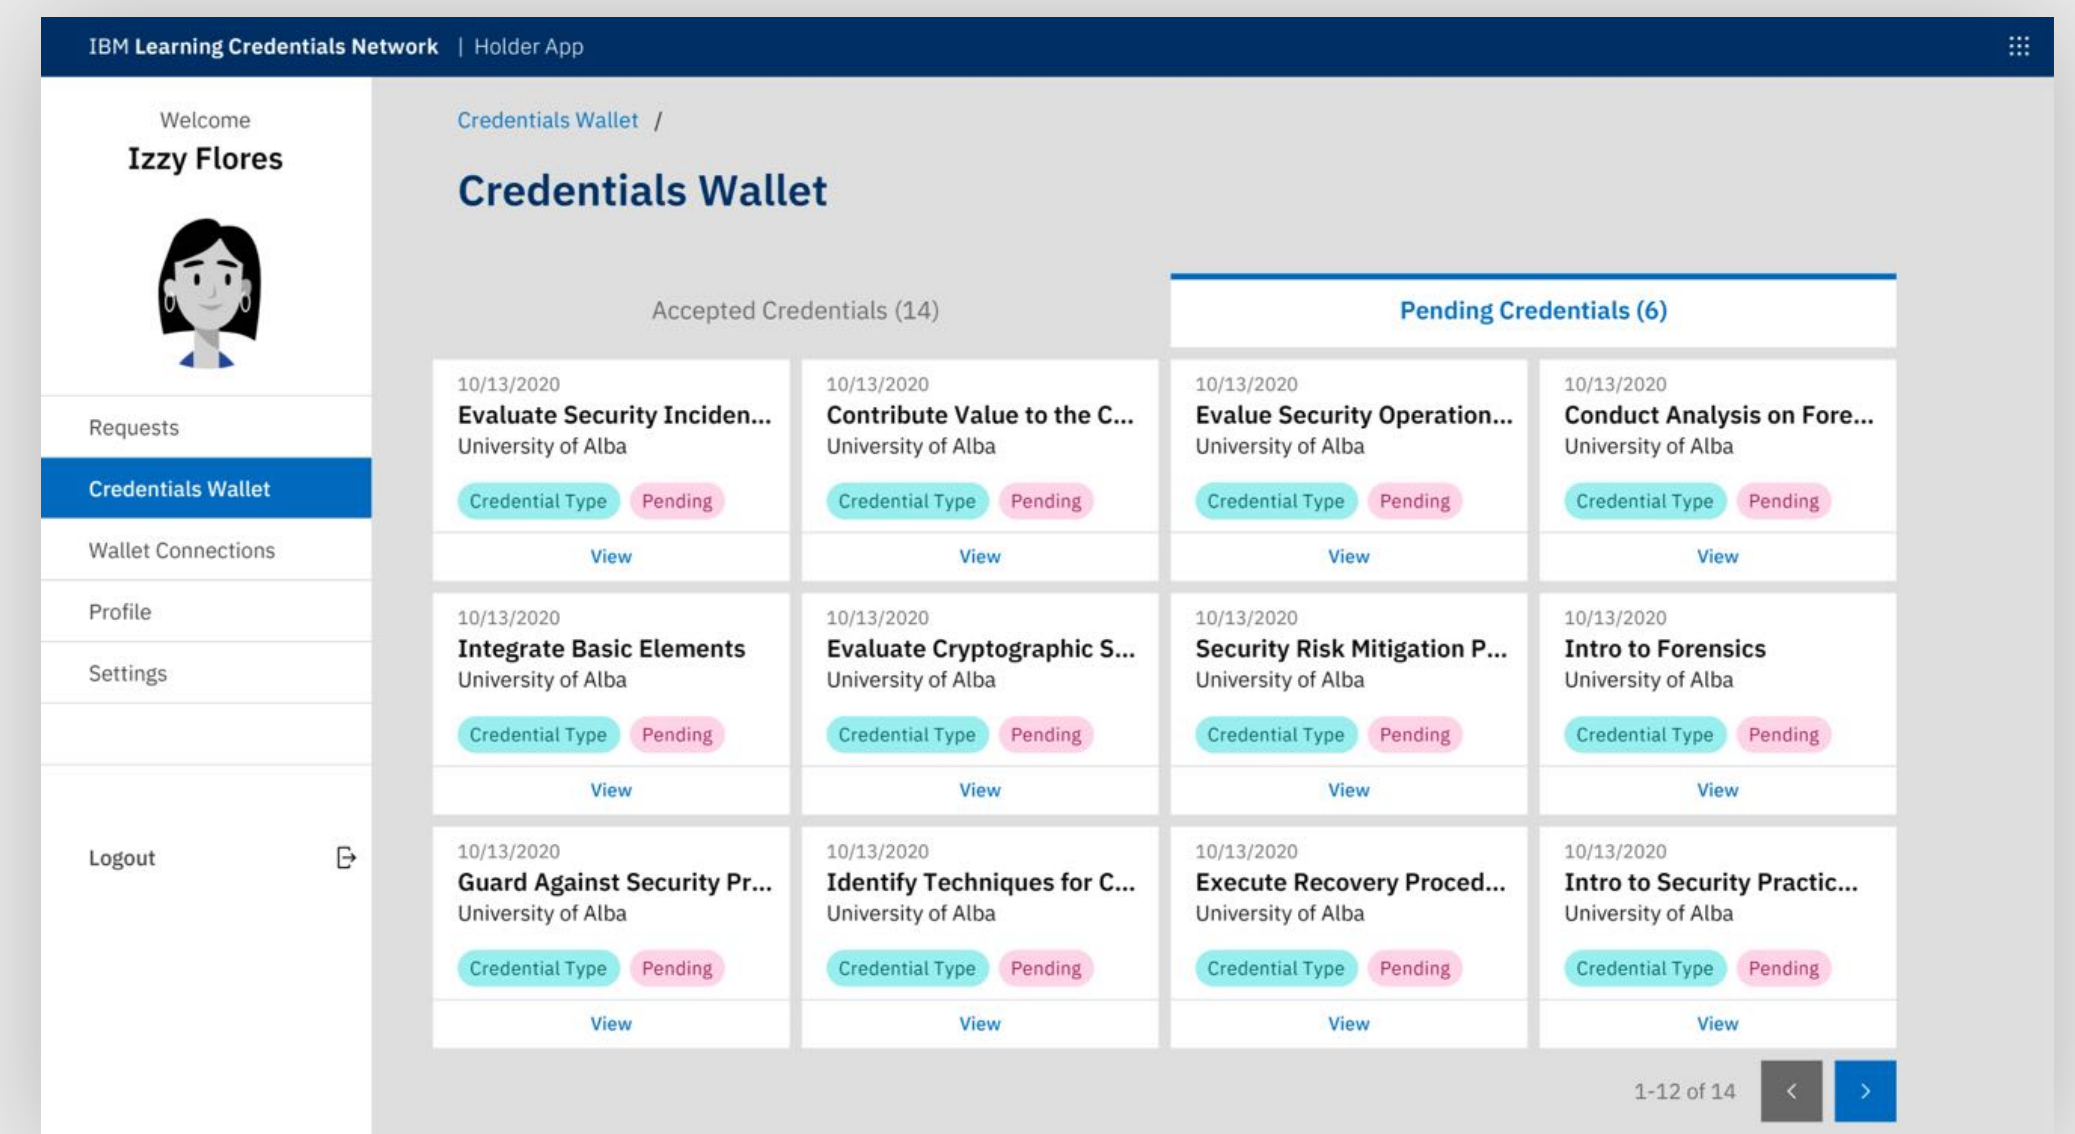 IBM Learning Credentials Network | Holder App
Welcome
Izzy Flores
Requests
Credentials Wallet
Wallet Connections
Profile
Settings
Logout
Credentials Wallet /
Credentials Wallet
Accepted Credentials (14)
Pending Credentials (6)
10/13/2020
Evaluate Security Inciden...
University of Alba
Credential Type Pending
View
10/13/2020
Contribute Value to the C...
University of Alba
Credential Type Pending
View
10/13/2020
Evalue Security Operation...
University of Alba
Credential Type Pending
View
10/13/2020
Conduct Analysis on Fore...
University of Alba
Credential Type Pending
View
10/13/2020
Integrate Basic Elements
University of Alba
Credential Type Pending
View
10/13/2020
Evaluate Cryptographic S...
University of Alba
Credential Type Pending
View
10/13/2020
Security Risk Mitigation P...
University of Alba
Credential Type Pending
View
10/13/2020
Intro to Forensics
University of Alba
Credential Type Pending
View
10/13/2020
Guard Against Security Pr...
University of Alba
Credential Type Pending
View
10/13/2020
Identify Techniques for C...
University of Alba
Credential Type Pending
View
10/13/2020
Execute Recovery Proced...
University of Alba
Credential Type Pending
View
10/13/2020
Intro to Security Practic...
University of Alba
Credential Type Pending
View
1-12 of 14